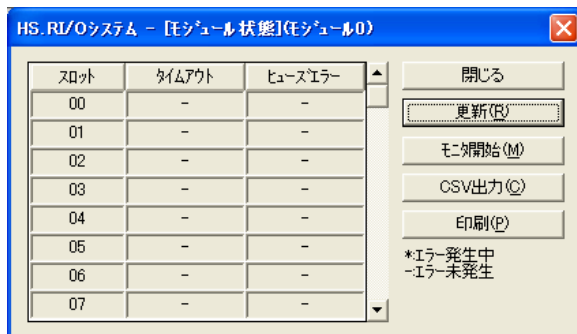 HS.RI/Oシステム - [ﾓｼﾞｭｰﾙ状態](ﾓｼﾞｭｰﾙ0)
スロット ﾀｲﾑｱｳﾄ ﾋｭｰｽﾞｴﾗｰ
00 - -
01 - -
02 - -
03 - -
04 - -
05 - -
06 - -
07 - -
閉じる
更新(R)
ﾓﾆﾀ開始(M)
CSV出力(C)
印刷(P)
*:ｴﾗｰ発生中
-:ｴﾗｰ未発生